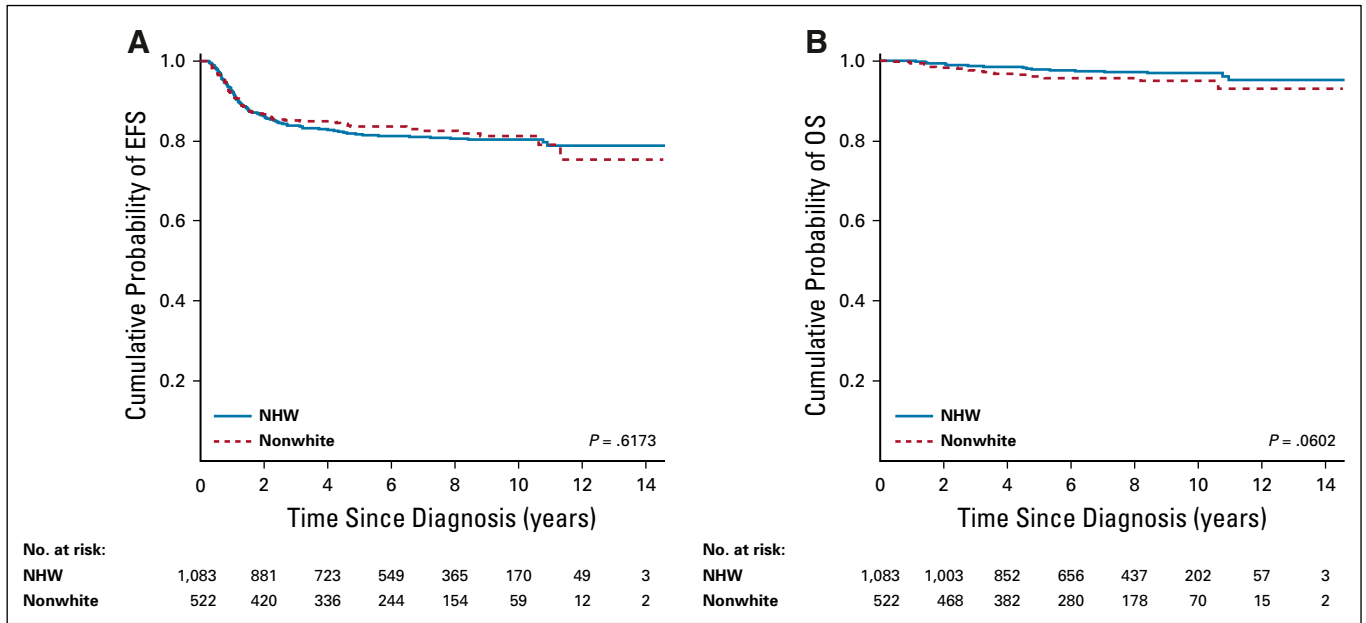 A
Cumulative Probability of EFS
1.0
0.8
0.6
0.4
0.2
NHW
Nonwhite
P = .6173
0 2 4 6 8 10 12 14
Time Since Diagnosis (years)
No. at risk:
NHW 1,083 881 723 549 365 170 49 3
Nonwhite 522 420 336 244 154 59 12 2
B
Cumulative Probability of OS
1.0
0.8
0.6
0.4
0.2
NHW
Nonwhite
P = .0602
0 2 4 6 8 10 12 14
Time Since Diagnosis (years)
No. at risk:
NHW 1,083 1,003 852 656 437 202 57 3
Nonwhite 522 468 382 280 178 70 15 2